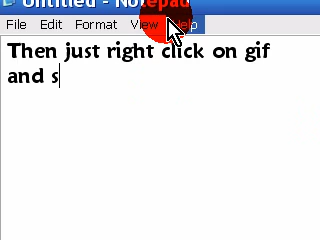 Untitled - Notepad
File Edit Format View Help
Then just right click on gif
and s